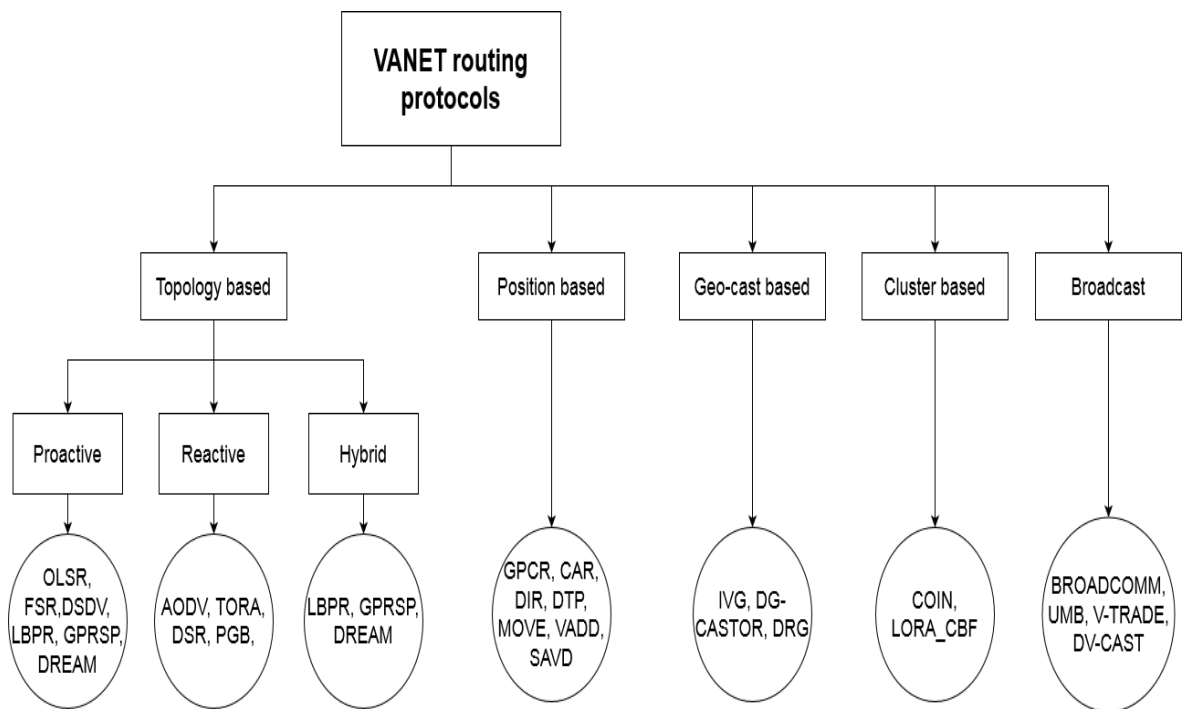 VANET routing
protocols
Topology based
Position based
Geo-cast based
Cluster based
Broadcast
Proactive
Reactive
Hybrid
OLSR,
FSR,DSDV,
LBPR, GPRSP,
DREAM
AODV, TORA,
DSR, PGB,
LBPR, GPRSP,
DREAM
GPCR, CAR,
DIR, DTP,
MOVE, VADD,
SAVD
IVG, DG-
CASTOR, DRG
COIN,
LORA_CBF
BROADCOMM,
UMB, V-TRADE,
DV-CAST